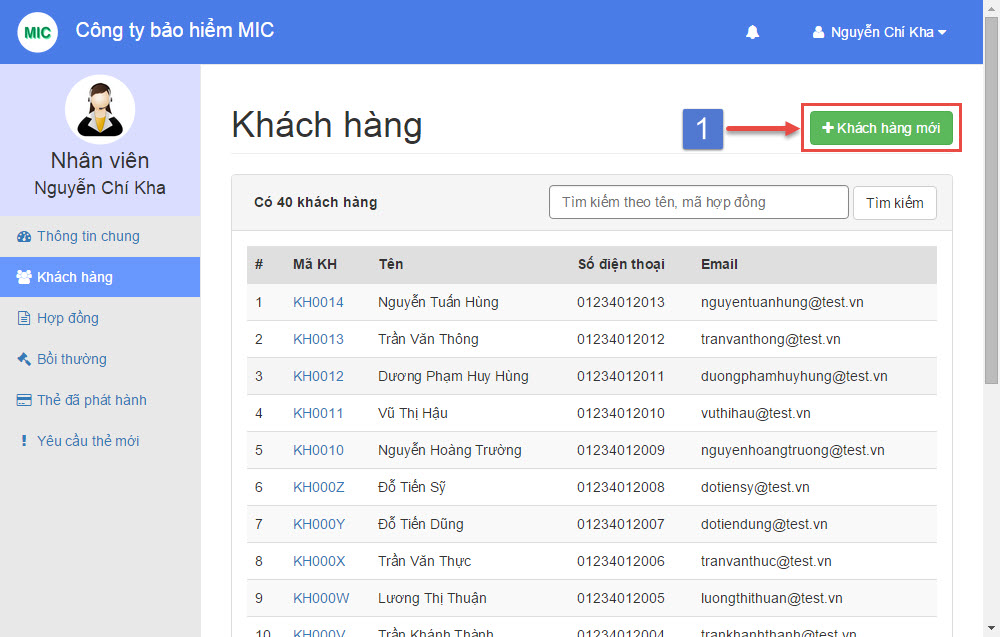 MIC Công ty bảo hiểm MIC
Nguyễn Chí Kha
Nhân viên
Nguyễn Chí Kha
Thông tin chung
Khách hàng
Hợp đồng
Bồi thường
Thẻ đã phát hành
Yêu cầu thẻ mới
Khách hàng
1
Khách hàng mới
Có 40 khách hàng
Tìm kiếm theo tên, mã hợp đồng
Tìm kiếm
# Mã KH Tên Số điện thoại Email
1 KH0014 Nguyễn Tuấn Hùng 01234012013 nguyentuanhung@test.vn
2 KH0013 Trần Văn Thông 01234012012 tranvanthong@test.vn
3 KH0012 Dương Phạm Huy Hùng 01234012011 duongphamhuyhung@test.vn
4 KH0011 Vũ Thị Hậu 01234012010 vuthihau@test.vn
5 KH0010 Nguyễn Hoàng Trường 01234012009 nguyenhoangtruong@test.vn
6 KH000Z Đỗ Tiến Sỹ 01234012008 dotiensy@test.vn
7 KH000Y Đỗ Tiến Dũng 01234012007 dotiendung@test.vn
8 KH000X Trần Văn Thực 01234012006 tranvanthuc@test.vn
9 KH000W Lương Thị Thuận 01234012005 luongthithuan@test.vn
10 KH000V Trần Khánh Thành 01234012004 trankhanhthanh@test.vn